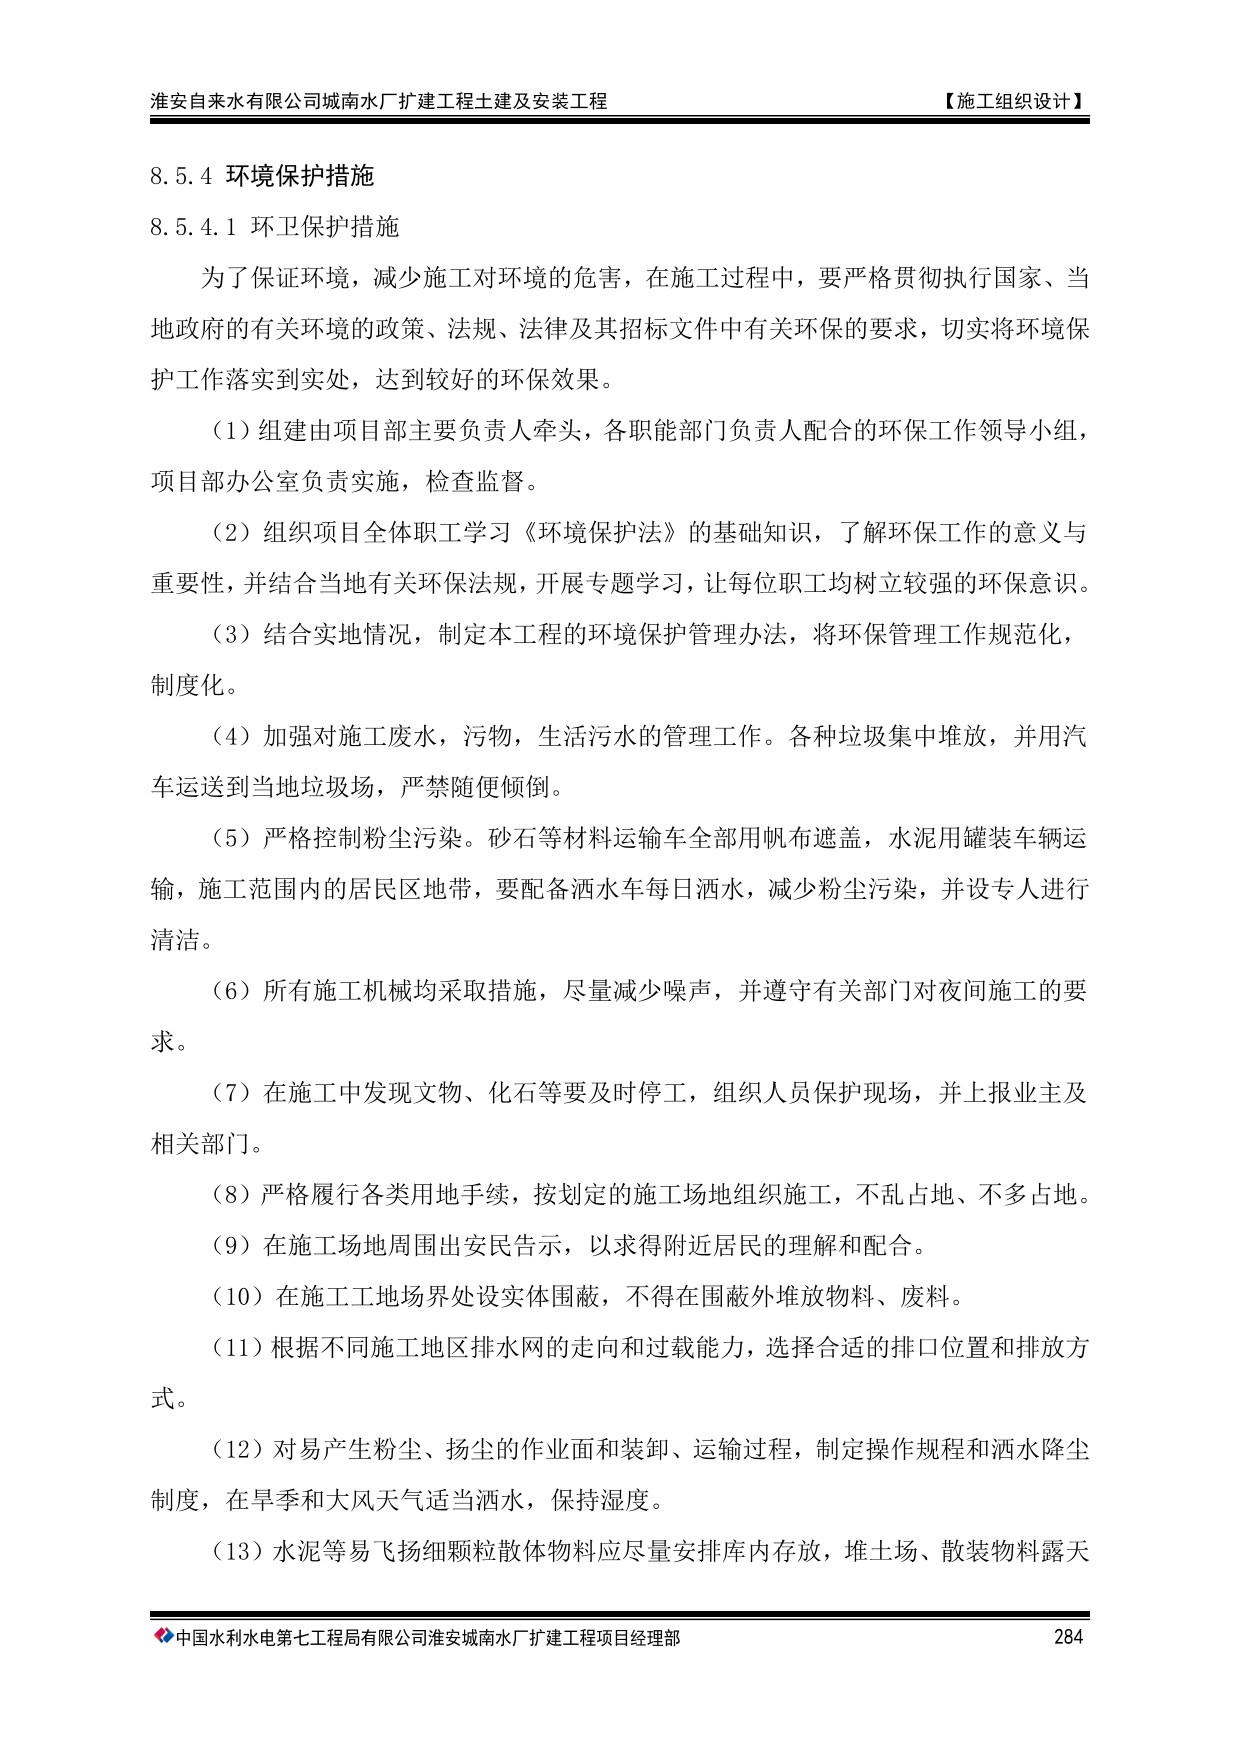 淮安自来水有限公司城南水厂扩建工程土建及安装工程 【施工组织设计】
8.5.4 环境保护措施
8.5.4.1 环卫保护措施
为了保证环境，减少施工对环境的危害，在施工过程中，要严格贯彻执行国家、当
地政府的有关环境的政策、法规、法律及其招标文件中有关环保的要求，切实将环境保
护工作落实到实处，达到较好的环保效果。
（1）组建由项目部主要负责人牵头，各职能部门负责人配合的环保工作领导小组，
项目部办公室负责实施，检查监督。
（2）组织项目全体职工学习《环境保护法》的基础知识，了解环保工作的意义与
重要性，并结合当地有关环保法规，开展专题学习，让每位职工均树立较强的环保意识。
（3）结合实地情况，制定本工程的环境保护管理办法，将环保管理工作规范化，
制度化。
（4）加强对施工废水，污物，生活污水的管理工作。各种垃圾集中堆放，并用汽
车运送到当地垃圾场，严禁随便倾倒。
（5）严格控制粉尘污染。砂石等材料运输车全部用帆布遮盖，水泥用罐装车辆运
输，施工范围内的居民区地带，要配备洒水车每日洒水，减少粉尘污染，并设专人进行
清洁。
（6）所有施工机械均采取措施，尽量减少噪声，并遵守有关部门对夜间施工的要
求。
（7）在施工中发现文物、化石等要及时停工，组织人员保护现场，并上报业主及
相关部门。
（8）严格履行各类用地手续，按划定的施工场地组织施工，不乱占地、不多占地。
（9）在施工场地周围出安民告示，以求得附近居民的理解和配合。
（10）在施工工地场界处设实体围蔽，不得在围蔽外堆放物料、废料。
（11）根据不同施工地区排水网的走向和过载能力，选择合适的排口位置和排放方
式。
（12）对易产生粉尘、扬尘的作业面和装卸、运输过程，制定操作规程和洒水降尘
制度，在旱季和大风天气适当洒水，保持湿度。
（13）水泥等易飞扬细颗粒散体物料应尽量安排库内存放，堆土场、散装物料露天
中国水利水电第七工程局有限公司淮安城南水厂扩建工程项目经理部 284